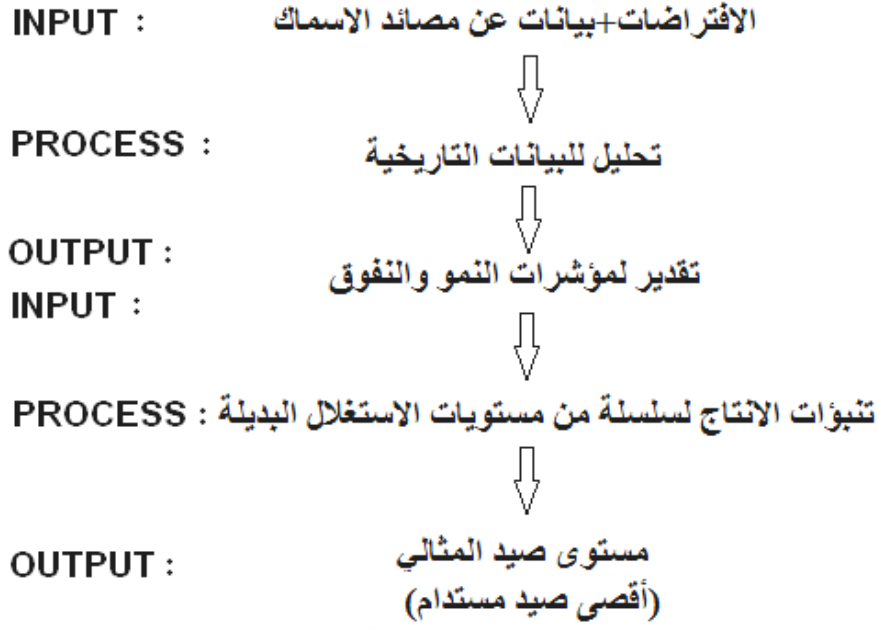 INPUT : الافتراضات+بيانات عن مصائد الاسماك
PROCESS : تحليل للبيانات التاريخية
OUTPUT :
تقدير لمؤشرات النمو والنفوق
INPUT :
PROCESS : تنبؤات الانتاج لسلسلة من مستويات الاستغلال البديلة
مستوى صيد المثالي
OUTPUT :
(أقصى صيد مستدام)